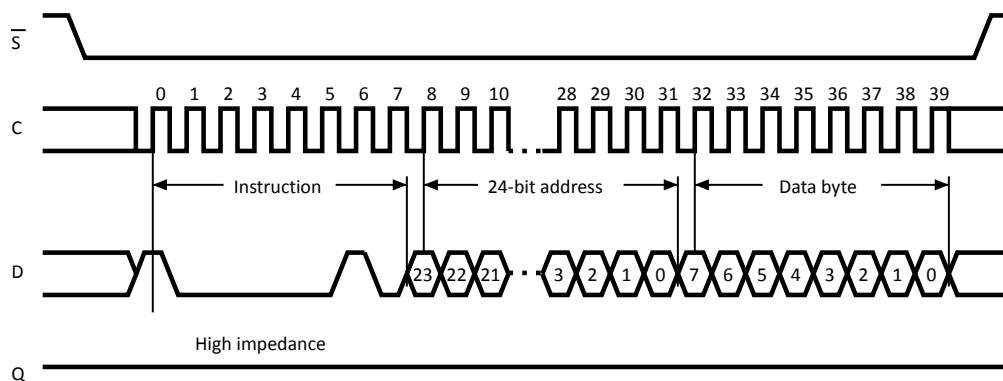 S
0 1 2 3 4 5 6 7 8 9 10 28 29 30 31 32 33 34 35 36 37 38 39
C
Instruction 24-bit address Data byte
D 23 22 21 3 2 1 0 7 6 5 4 3 2 1 0
High impedance
Q